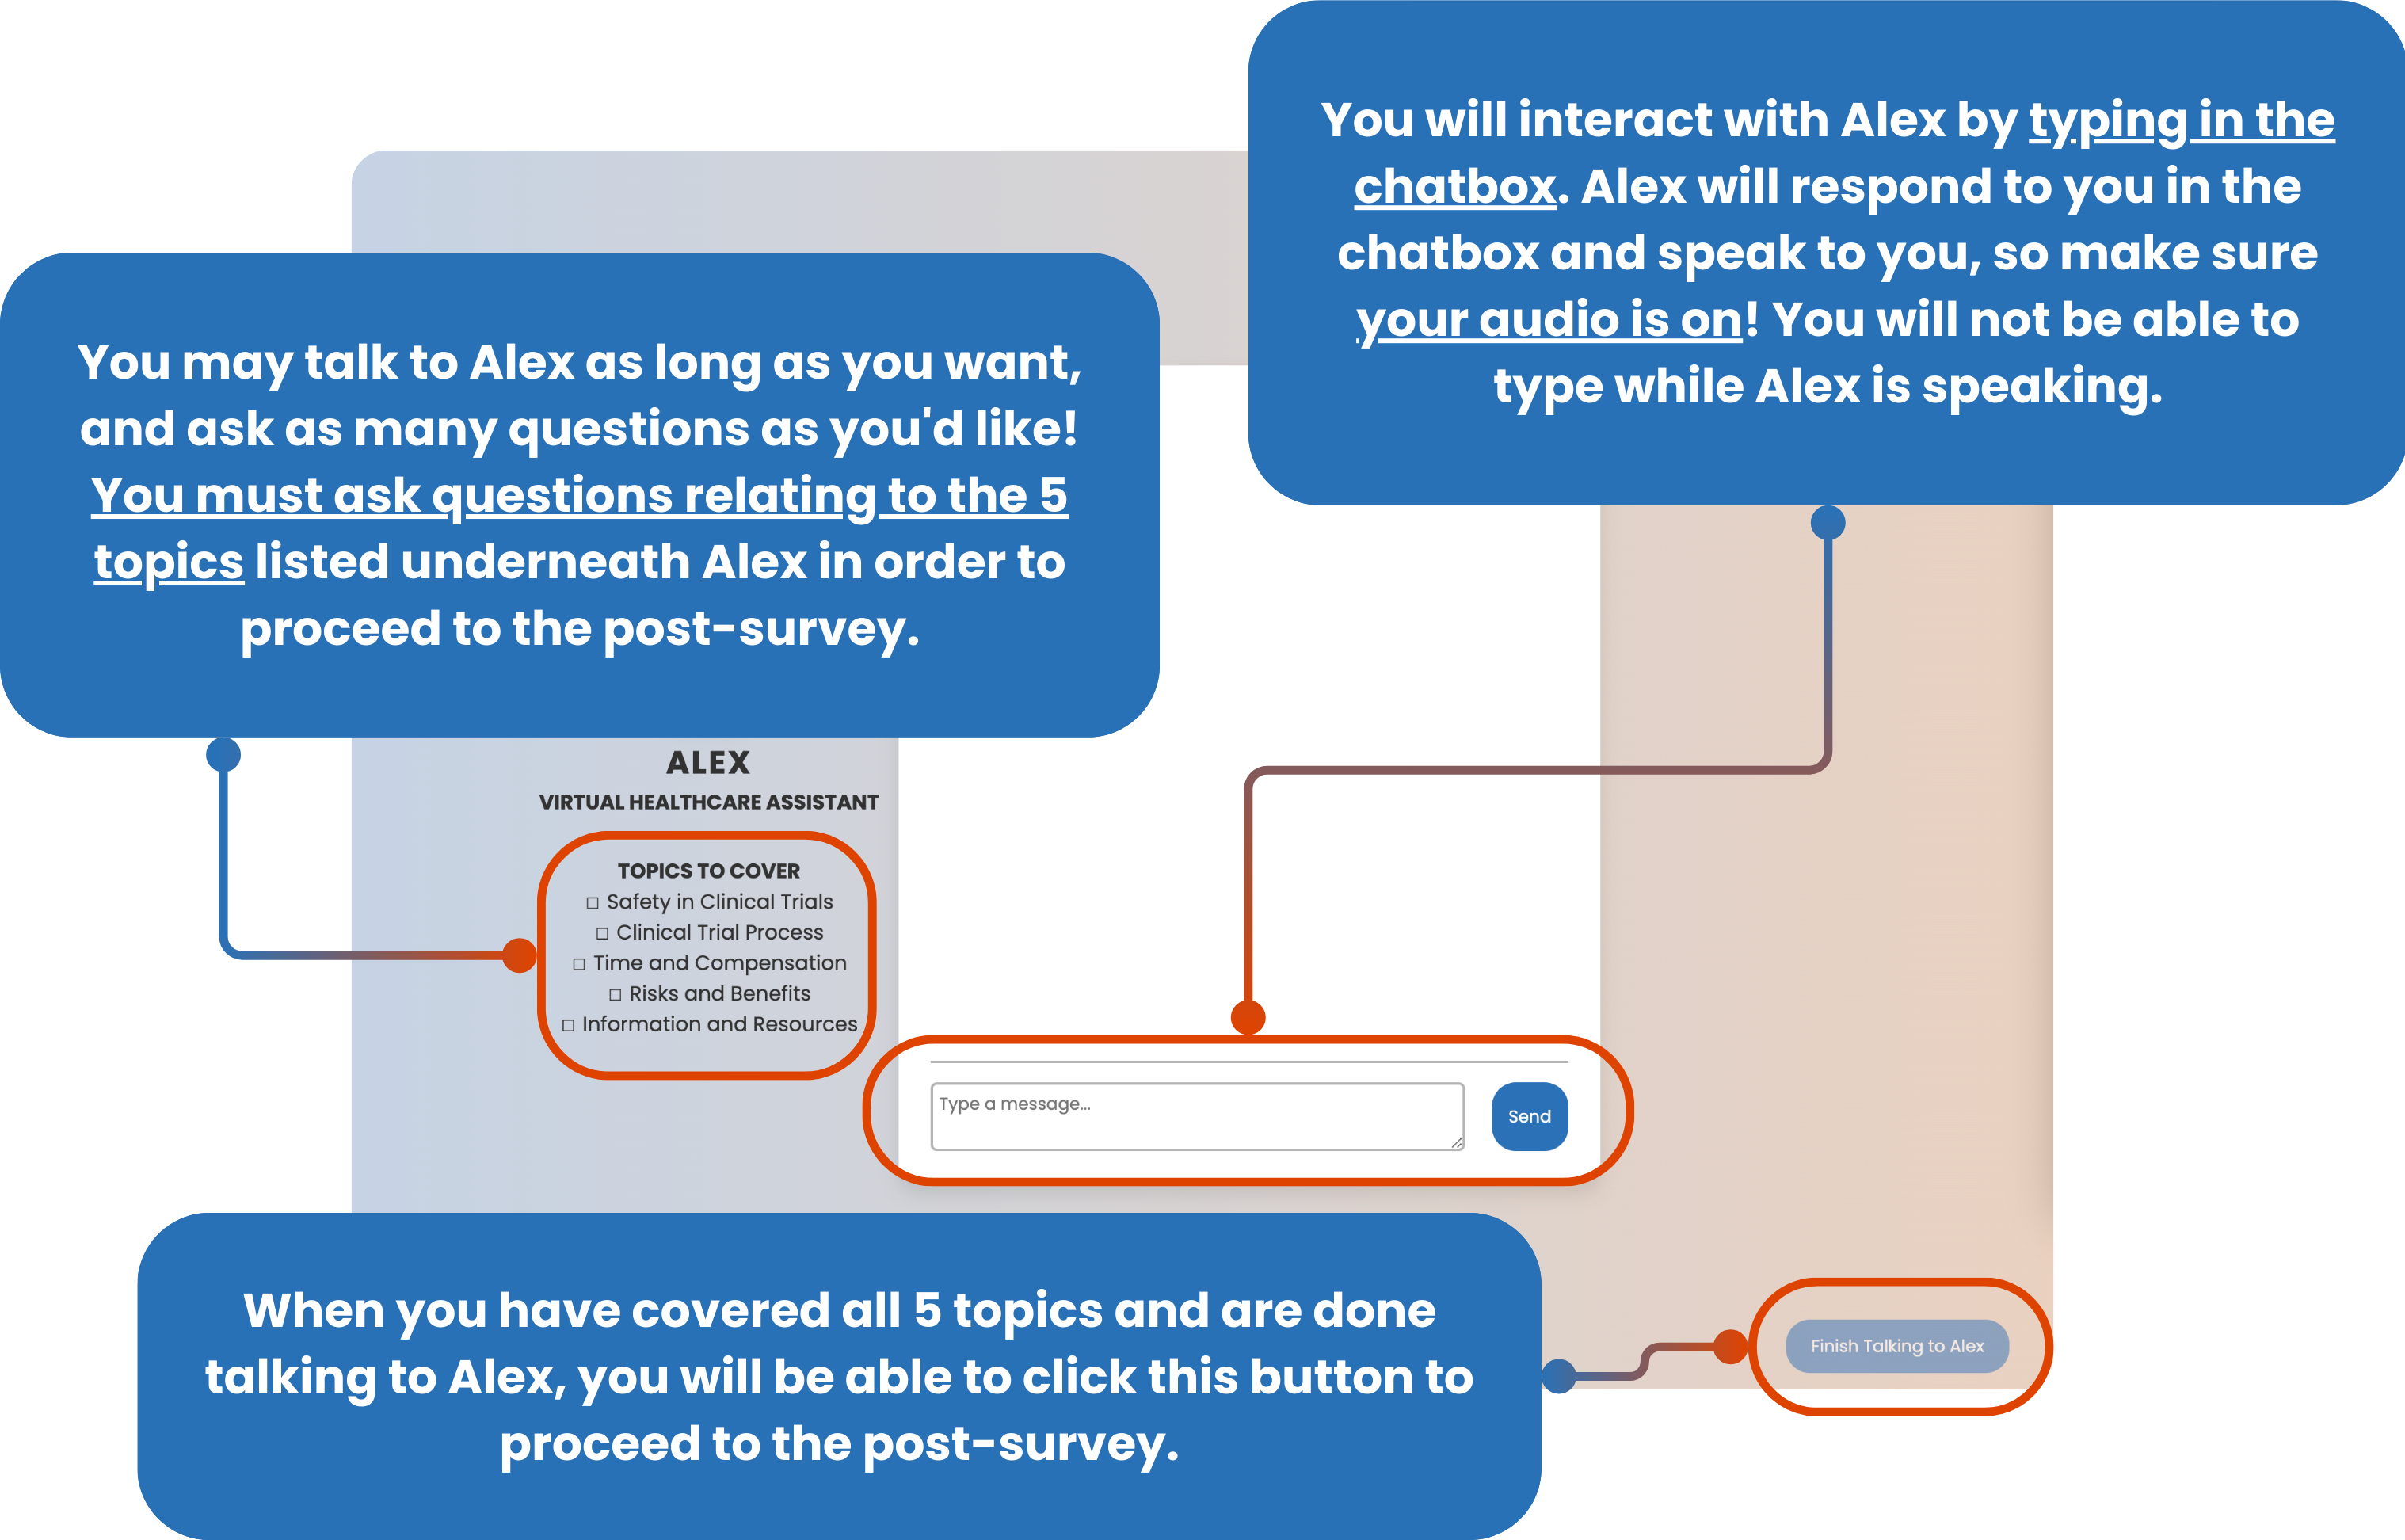 You will interact with Alex by typing in the
chatbox. Alex will respond to you in the
chatbox and speak to you, so make sure
your audio is on! You will not be able to
type while Alex is speaking.
You may talk to Alex as long as you want,
and ask as many questions as you'd like!
You must ask questions relating to the 5
topics listed underneath Alex in order to
proceed to the post-survey.
ALEX
VIRTUAL HEALTHCARE ASSISTANT
TOPICS TO COVER
☐ Safety in Clinical Trials
☐ Clinical Trial Process
☐ Time and Compensation
☐ Risks and Benefits
☐ Information and Resources
Type a message...
Send
When you have covered all 5 topics and are done
talking to Alex, you will be able to click this button to
proceed to the post-survey.
Finish Talking to Alex